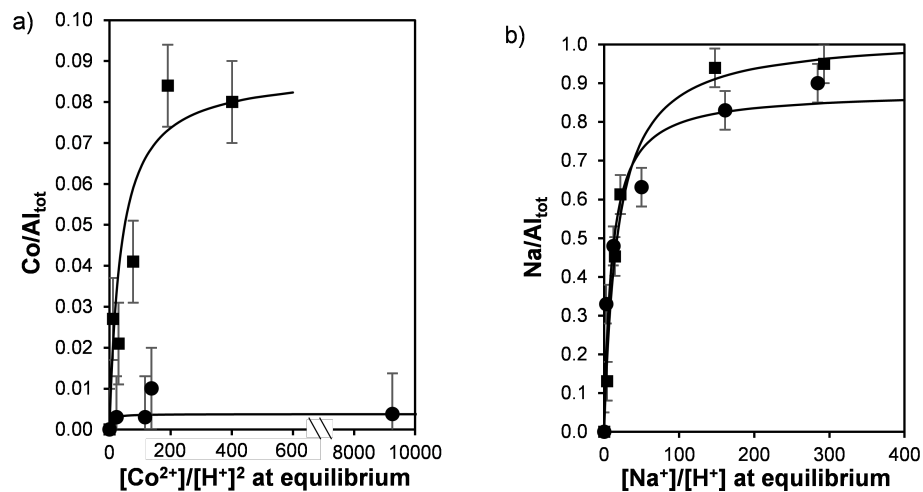 a)
Co/Al_tot
0.10
0.09
0.08
0.07
0.06
0.05
0.04
0.03
0.02
0.01
0.00
0 200 400 600 10000
[Co²⁺]/[H⁺]² at equilibrium
b)
Na/Al_tot
1.0
0.9
0.8
0.7
0.6
0.5
0.4
0.3
0.2
0.1
0.0
0 100 200 300 400
[Na⁺]/[H⁺] at equilibrium